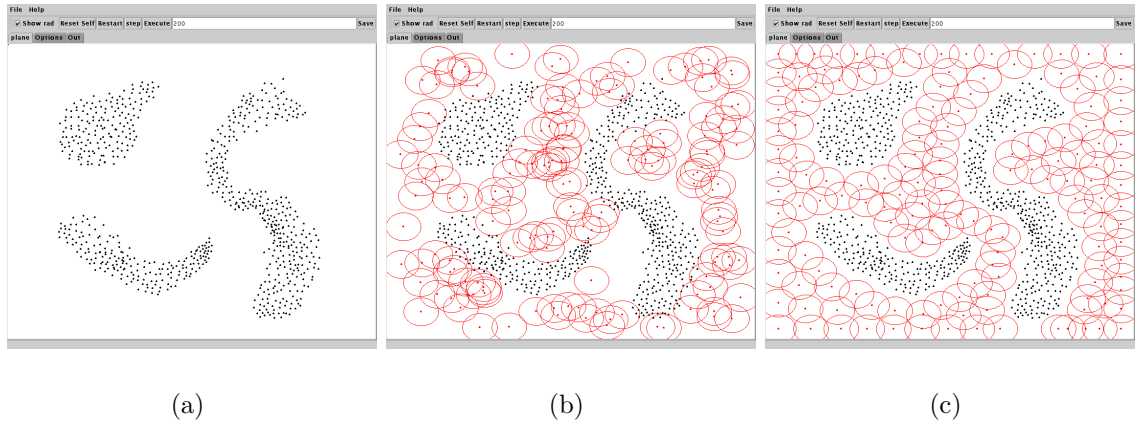 File Help
Show rad Reset Self Restart step Execute 200 Save
plane Options Out
File Help
Show rad Reset Self Restart step Execute 200 Save
plane Options Out
File Help
Show rad Reset Self Restart step Execute 200 Save
plane Options Out
(a) (b) (c)